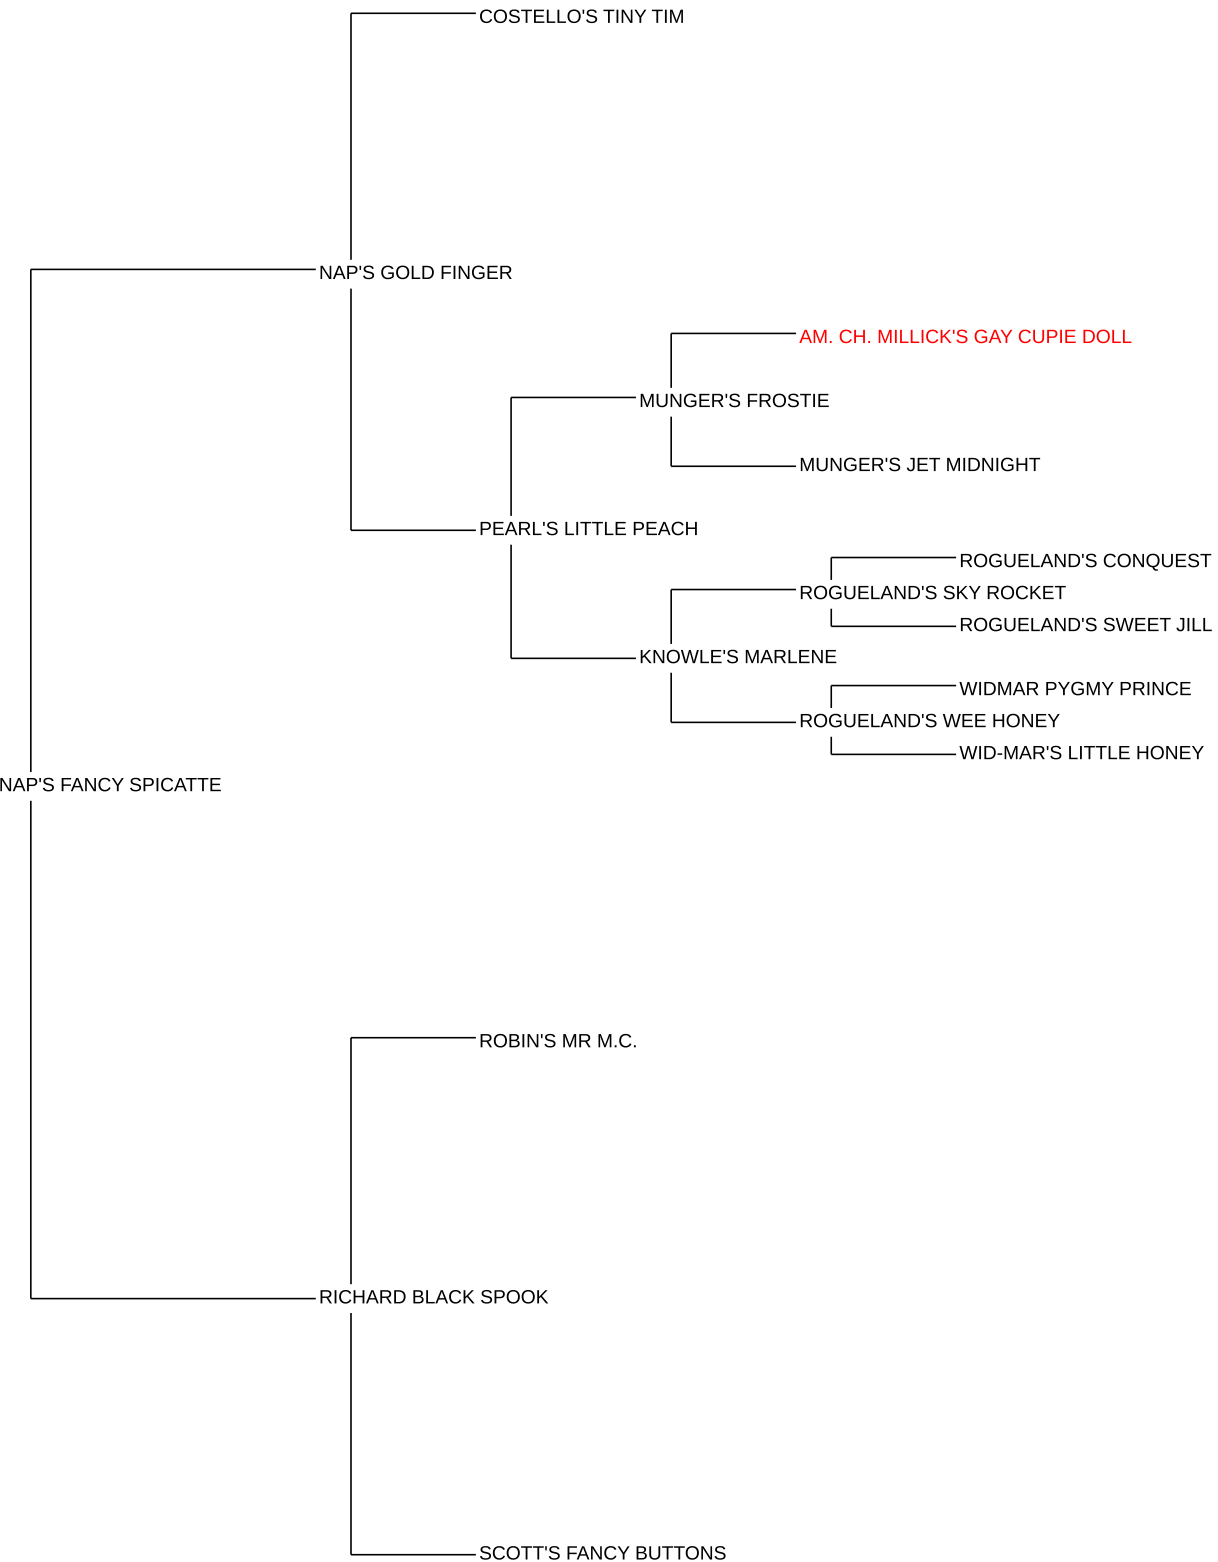 COSTELLO'S TINY TIM
NAP'S GOLD FINGER
AM. CH. MILLICK'S GAY CUPIE DOLL
MUNGER'S FROSTIE
MUNGER'S JET MIDNIGHT
PEARL'S LITTLE PEACH
ROGUELAND'S CONQUEST
ROGUELAND'S SKY ROCKET
ROGUELAND'S SWEET JILL
KNOWLE'S MARLENE
WIDMAR PYGMY PRINCE
ROGUELAND'S WEE HONEY
WID-MAR'S LITTLE HONEY
NAP'S FANCY SPICATTE
ROBIN'S MR M.C.
RICHARD BLACK SPOOK
SCOTT'S FANCY BUTTONS